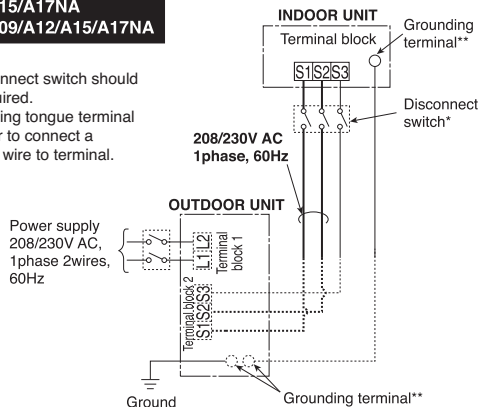 15/A17NA
09/A12/A15/A17NA
nnect switch should
uired.
ing tongue terminal
r to connect a
wire to terminal.
INDOOR UNIT
Terminal block
Grounding
terminal**
S1 S2 S3
Disconnect
switch*
208/230V AC
1phase, 60Hz
OUTDOOR UNIT
Power supply
208/230V AC,
1phase 2wires,
60Hz
L1 L2
Terminal
block 1
Terminal block 2
S1 S2 S3
Ground
Grounding terminal**